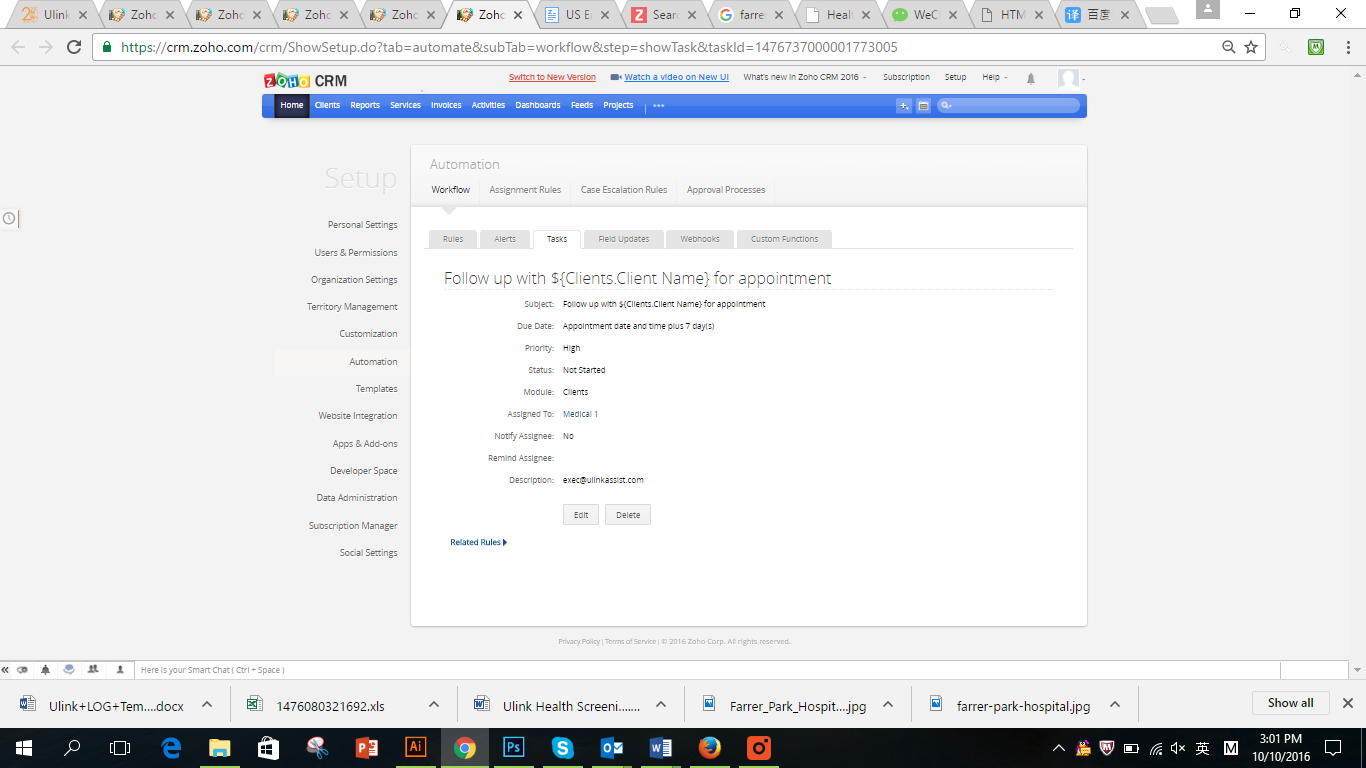 Ulink
Zoho
Zoho
Zoho
Zoho
Zoho
US E
Sear
farre
Healt
WeC
HTM
百度
https://crm.zoho.com/crm/ShowSetup.do?tab=automate&subTab=workflow&step=showTask&taskId=1476737000001773005
ZOHO CRM
Switch to New Version
Watch a video on New UI
What's new in Zoho CRM 2016
Subscription
Setup
Help
Home Clients Reports Services Invoices Activities Dashboards Feeds Projects
Setup
Personal Settings
Users & Permissions
Organization Settings
Territory Management
Customization
Automation
Templates
Website Integration
Apps & Add-ons
Developer Space
Data Administration
Subscription Manager
Social Settings
Automation
Workflow Assignment Rules Case Escalation Rules Approval Processes
Rules Alerts Tasks Field Updates Webhooks Custom Functions
Follow up with ${Clients.Client Name} for appointment
Subject: Follow up with ${Clients.Client Name} for appointment
Due Date: Appointment date and time plus 7 day(s)
Priority: High
Status: Not Started
Module: Clients
Assigned To: Medical 1
Notify Assignee: No
Remind Assignee:
Description: exec@ulinkassist.com
Edit Delete
Related Rules
Privacy Policy | Terms of Service | © 2016 Zoho Corp. All rights reserved.
Here is your Smart Chat ( Ctrl + Space )
Ulink+LOG+Tem....docx
1476080321692.xls
Ulink Health Screeni.......
Farrer_Park_Hospit....jpg
farrer-park-hospital.jpg
Show all
英 M
3:01 PM
10/10/2016